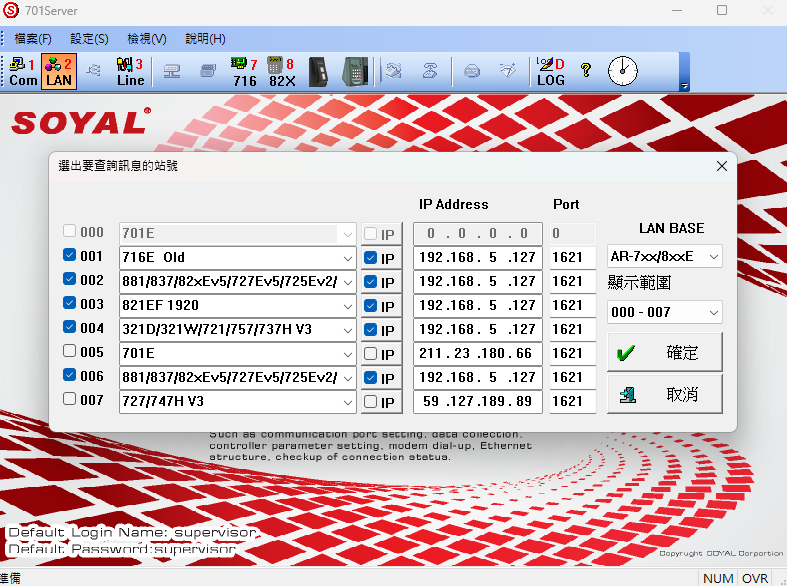 701Server
檔案(F) 設定(S) 檢視(V) 說明(H)
1 2 3 7 8 LOG D ?
Com LAN Line 716 82X LOG
SOYAL®
選出要查詢訊息的站號
IP Address Port
000 701E IP 0 . 0 . 0 . 0 0 LAN BASE
001 716E Old IP 192.168. 5 .127 1621 AR-7xx/8xxE
002 881/837/82xEv5/727Ev5/725Ev2/ IP 192.168. 5 .127 1621 顯示範圍
003 821EF 1920 IP 192.168. 5 .127 1621 000 - 007
004 321D/321W/721/757/737H V3 IP 192.168. 5 .127 1621
005 701E IP 211.23 .180.66 1621 確定
006 881/837/82xEv5/727Ev5/725Ev2/ IP 192.168. 5 .127 1621
007 727/747H V3 IP 59 .127.189.89 1621 取消
Such as communication port setting, data collection,
controller parameter setting, modem dial-up, Ethernet
structure, checkup of connection status.
Default Login Name: supervisor
Default Password:supervisor
Copyright SOYAL Corportion
準備 NUM OVR